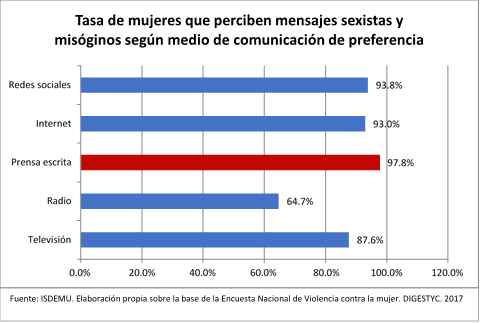 Tasa de mujeres que perciben mensajes sexistas y
misóginos según medio de comunicación de preferencia
Redes sociales 93.8%
Internet 93.0%
Prensa escrita 97.8%
Radio 64.7%
Televisión 87.6%
0.0% 20.0% 40.0% 60.0% 80.0% 100.0% 120.0%
Fuente: ISDEMU. Elaboración propia sobre la base de la Encuesta Nacional de Violencia contra la mujer. DIGESTYC. 2017